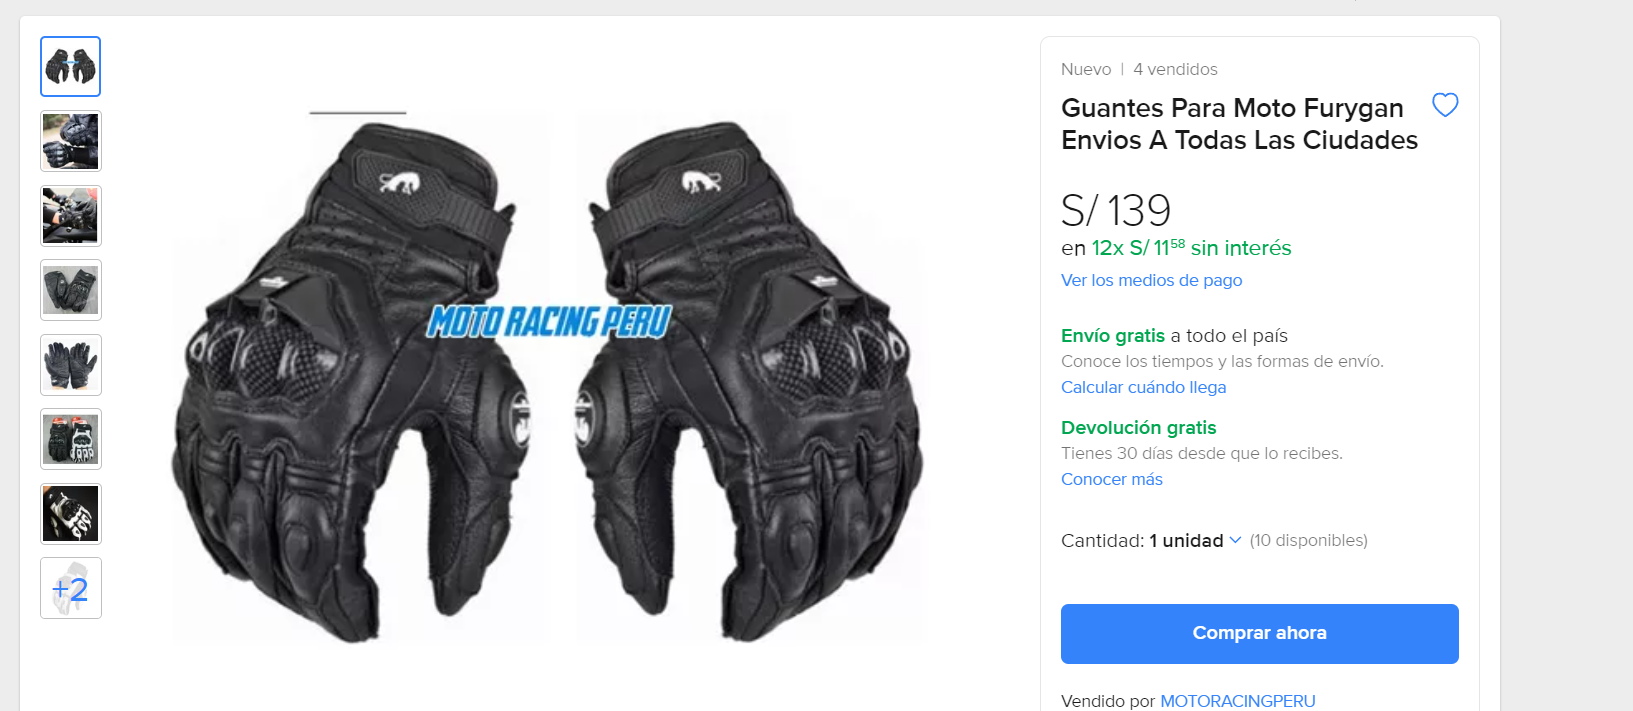 Nuevo | 4 vendidos
Guantes Para Moto Furygan
Envios A Todas Las Ciudades
S/ 139
en 12x S/ 11⁵⁸ sin interés
Ver los medios de pago
Envío gratis a todo el país
Conoce los tiempos y las formas de envío.
Calcular cuándo llega
Devolución gratis
Tienes 30 días desde que lo recibes.
Conocer más
Cantidad: 1 unidad (10 disponibles)
Comprar ahora
Vendido por MOTORACINGPERU
MOTO RACING PERU
+2